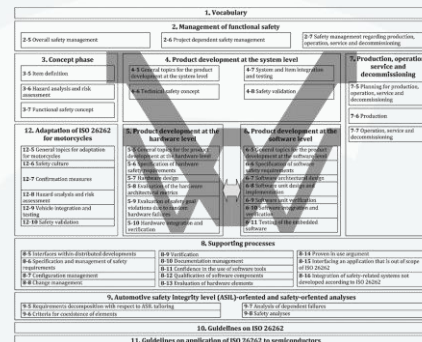 1. Vocabulary
2. Management of functional safety
2-5 Overall safety management
2-6 Project dependent safety management
2-7 Safety management regarding production,
operation, service and decommissioning
3. Concept phase
3-5 Item definition
3-6 Hazard analysis and risk
assessment
3-7 Functional safety concept
4. Product development at the system level
4-5 General topics for the product
development at the system level
4-6 Technical safety concept
4-7 System and item integration
and testing
4-8 Safety validation
7. Production, operation,
service and
decommissioning
7-5 Planning for production,
operation, service and
decommissioning
7-6 Production
7-7 Operation, service and
decommissioning
12. Adaptation of ISO 26262
for motorcycles
12-5 General topics for adaptation
for motorcycles
12-6 Safety culture
12-7 Confirmation measures
12-8 Hazard analysis and risk
assessment
12-9 Vehicle integration and
testing
12-10 Safety validation
5. Product development at the
hardware level
5-5 General topics for the product
development at the hardware level
5-6 Specification of hardware
safety requirements
5-7 Hardware design
5-8 Evaluation of the hardware
architectural metrics
5-9 Evaluation of safety goal
violations due to random
hardware failures
5-10 Hardware integration and
verification
6. Product development at the
software level
6-5 General topics for the product
development at the software level
6-6 Specification of software
safety requirements
6-7 Software architectural design
6-8 Software unit design and
implementation
6-9 Software unit verification
6-10 Software integration and
verification
6-11 Testing of the embedded
software
8. Supporting processes
8-5 Interfaces within distributed developments
8-6 Specification and management of safety
requirements
8-7 Configuration management
8-8 Change management
8-9 Verification
8-10 Documentation management
8-11 Confidence in the use of software tools
8-12 Qualification of software components
8-13 Evaluation of hardware elements
8-14 Proven in use argument
8-15 Interfacing an application that is out of scope
of ISO 26262
8-16 Integration of safety-related systems not
developed according to ISO 26262
9. Automotive safety integrity level (ASIL)-oriented and safety-oriented analyses
9-5 Requirements decomposition with respect to ASIL tailoring
9-6 Criteria for coexistence of elements
9-7 Analysis of dependent failures
9-8 Safety analyses
10. Guidelines on ISO 26262
11. Guidelines on application of ISO 26262 to semiconductors